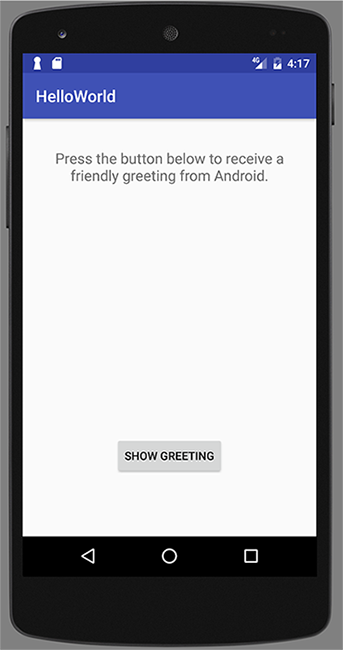 4G 4:17
HelloWorld
Press the button below to receive a
friendly greeting from Android.
SHOW GREETING